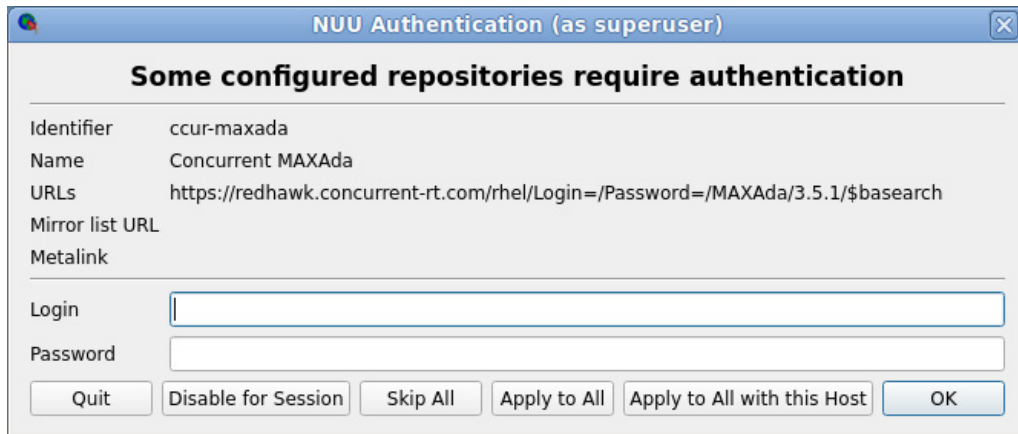 NUU Authentication (as superuser)
Some configured repositories require authentication
Identifier ccur-maxada
Name Concurrent MAXAda
URLs https://redhawk.concurrent-rt.com/rhel/Login=/Password=/MAXAda/3.5.1/$basearch
Mirror list URL
Metalink
Login
Password
Quit Disable for Session Skip All Apply to All Apply to All with this Host OK